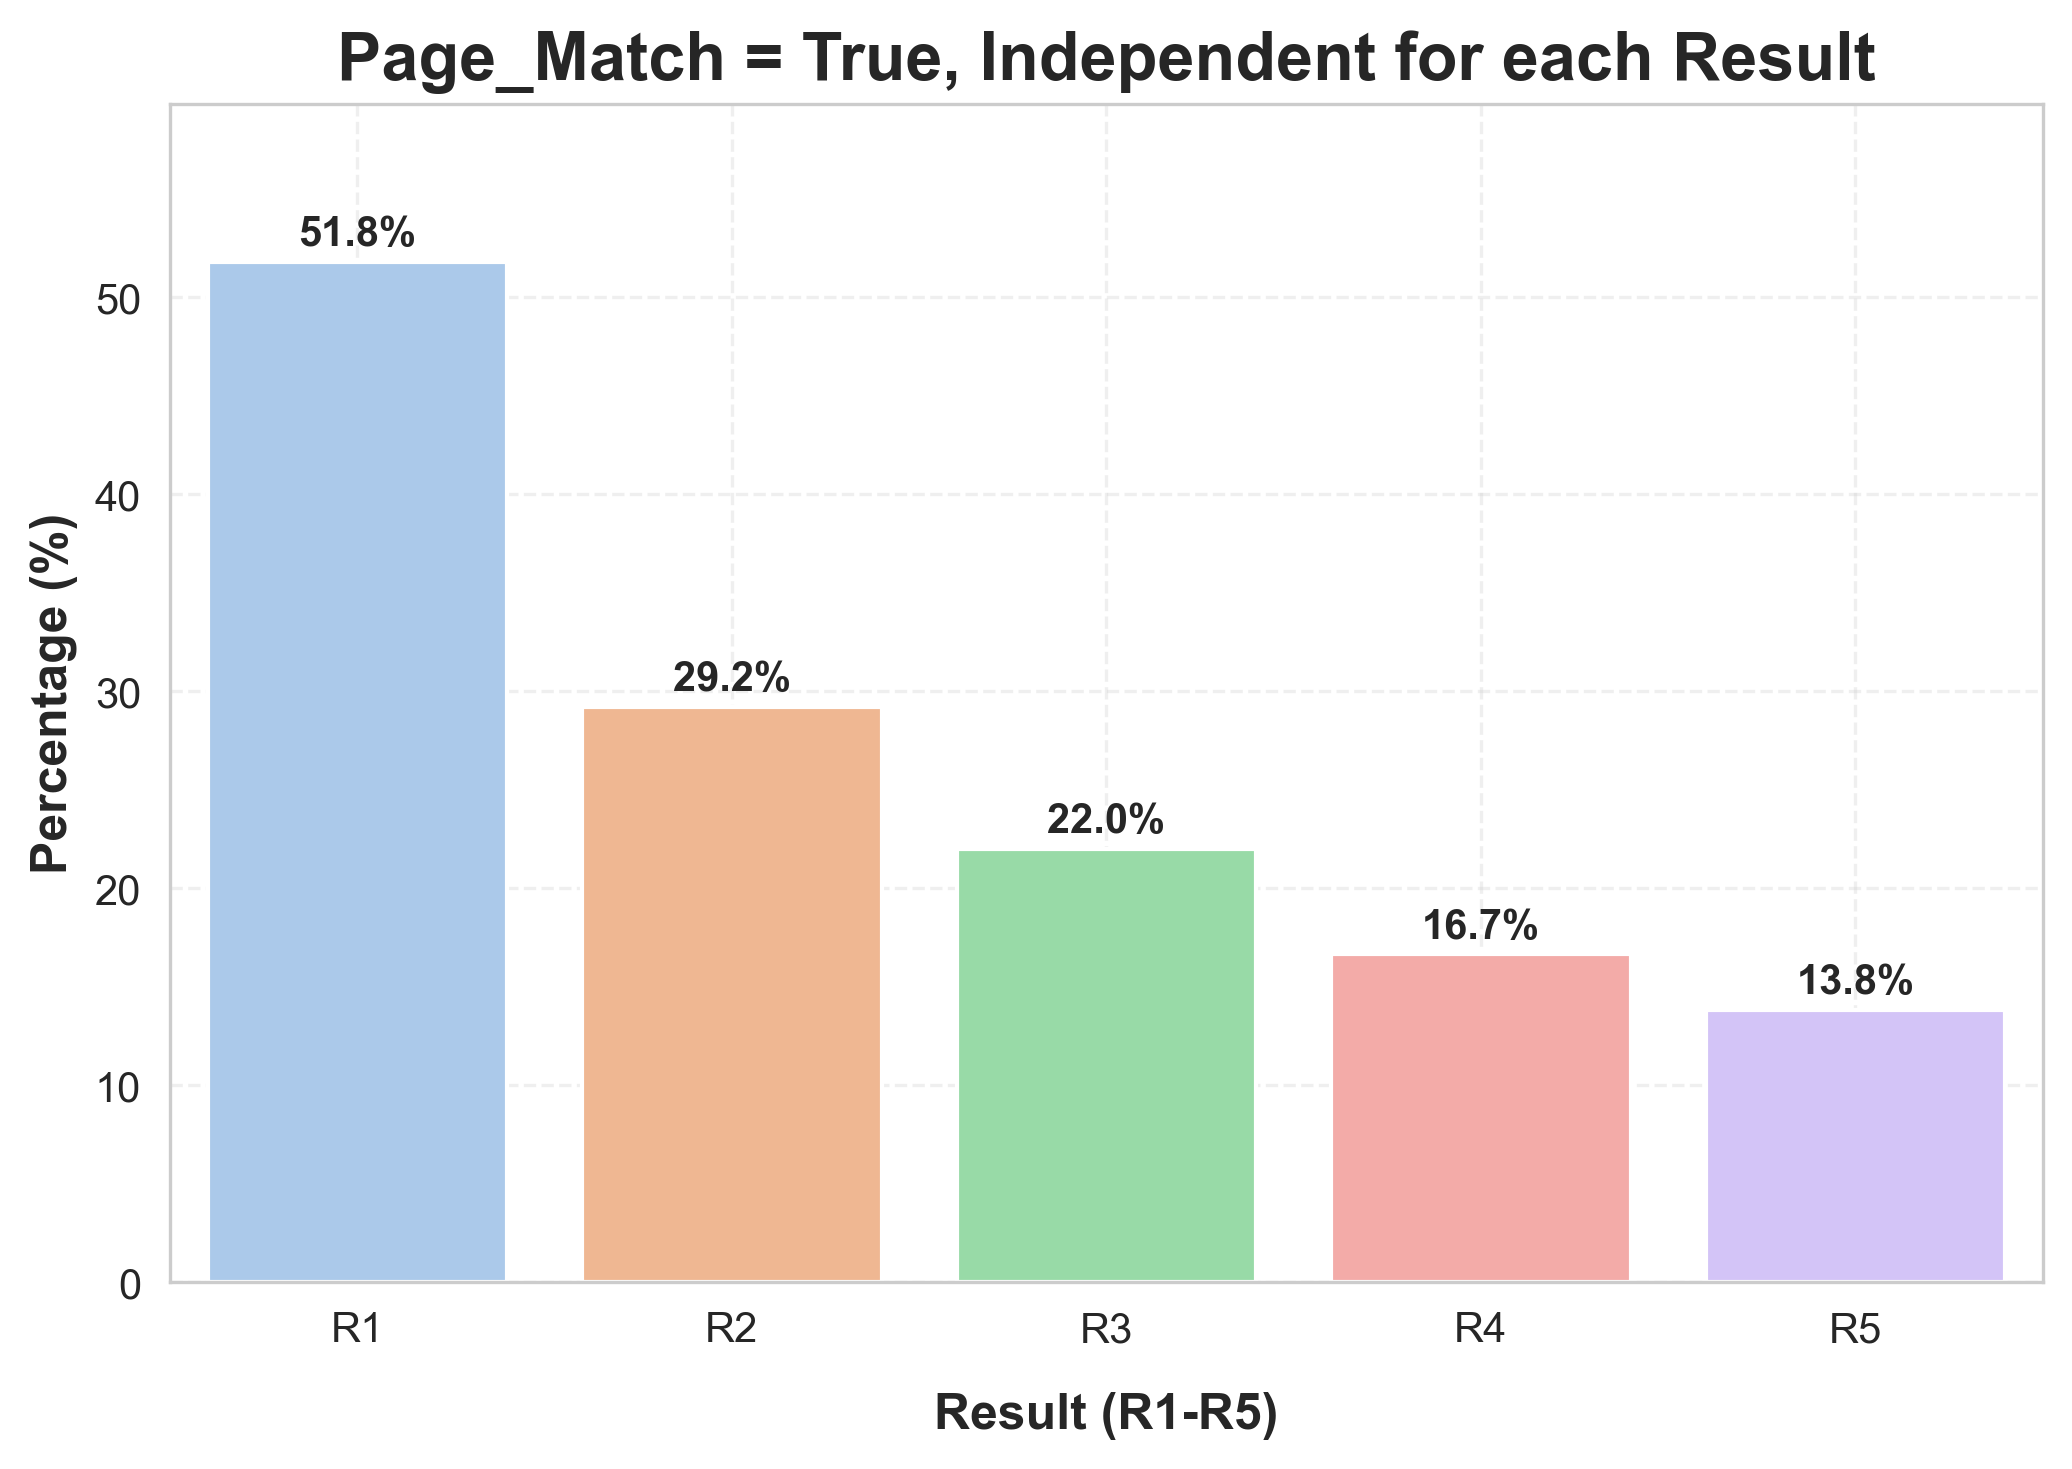 Page_Match = True, Independent for each Result
51.8%
29.2%
22.0%
16.7%
13.8%
50
40
30
20
10
0
Percentage (%)
R1 R2 R3 R4 R5
Result (R1-R5)